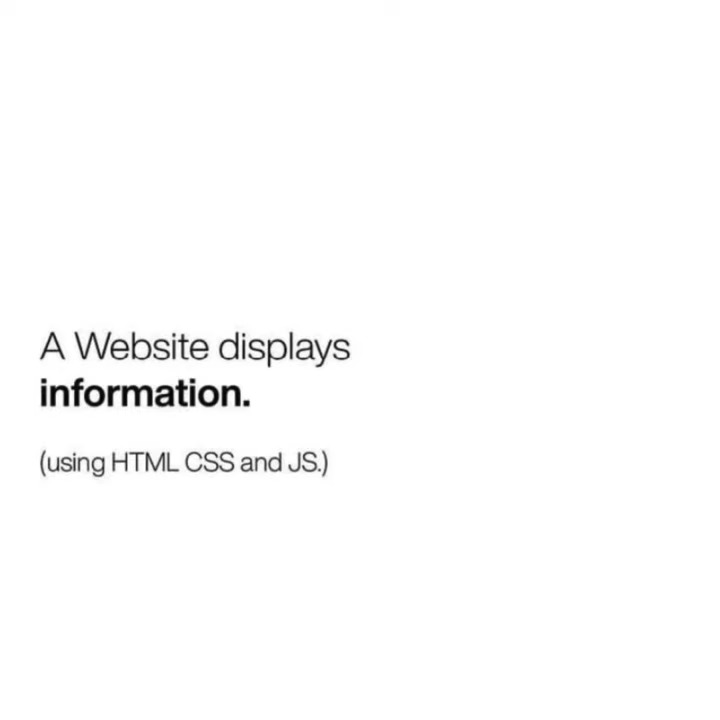 A Website displays
information.
(using HTML CSS and JS.)